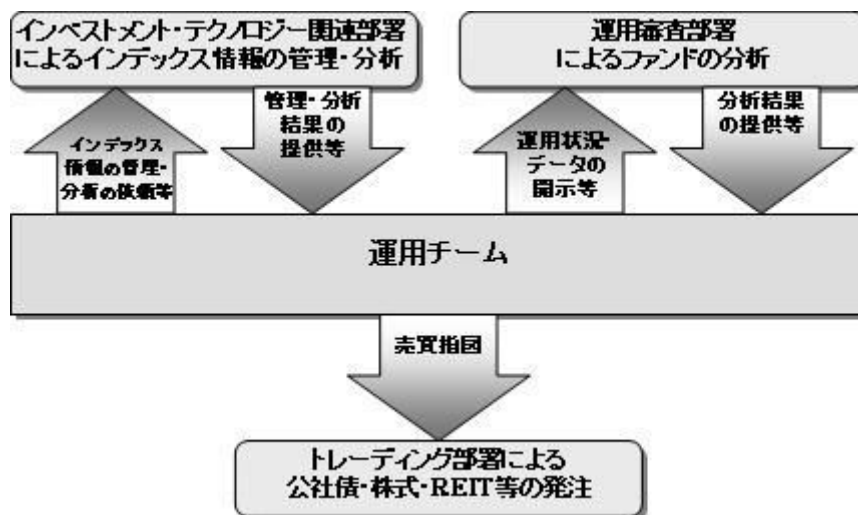 インベストメント・テクノロジー関連部署
によるインデックス情報の管理・分析
運用審査部署
によるファンドの分析
インデックス
情報の管理・
分析の依頼等
管理・分析
結果の
提供等
運用状況・
データの
開示等
分析結果
の提供等
運用チーム
売買指図
トレーディング部署による
公社債・株式・REIT等の発注